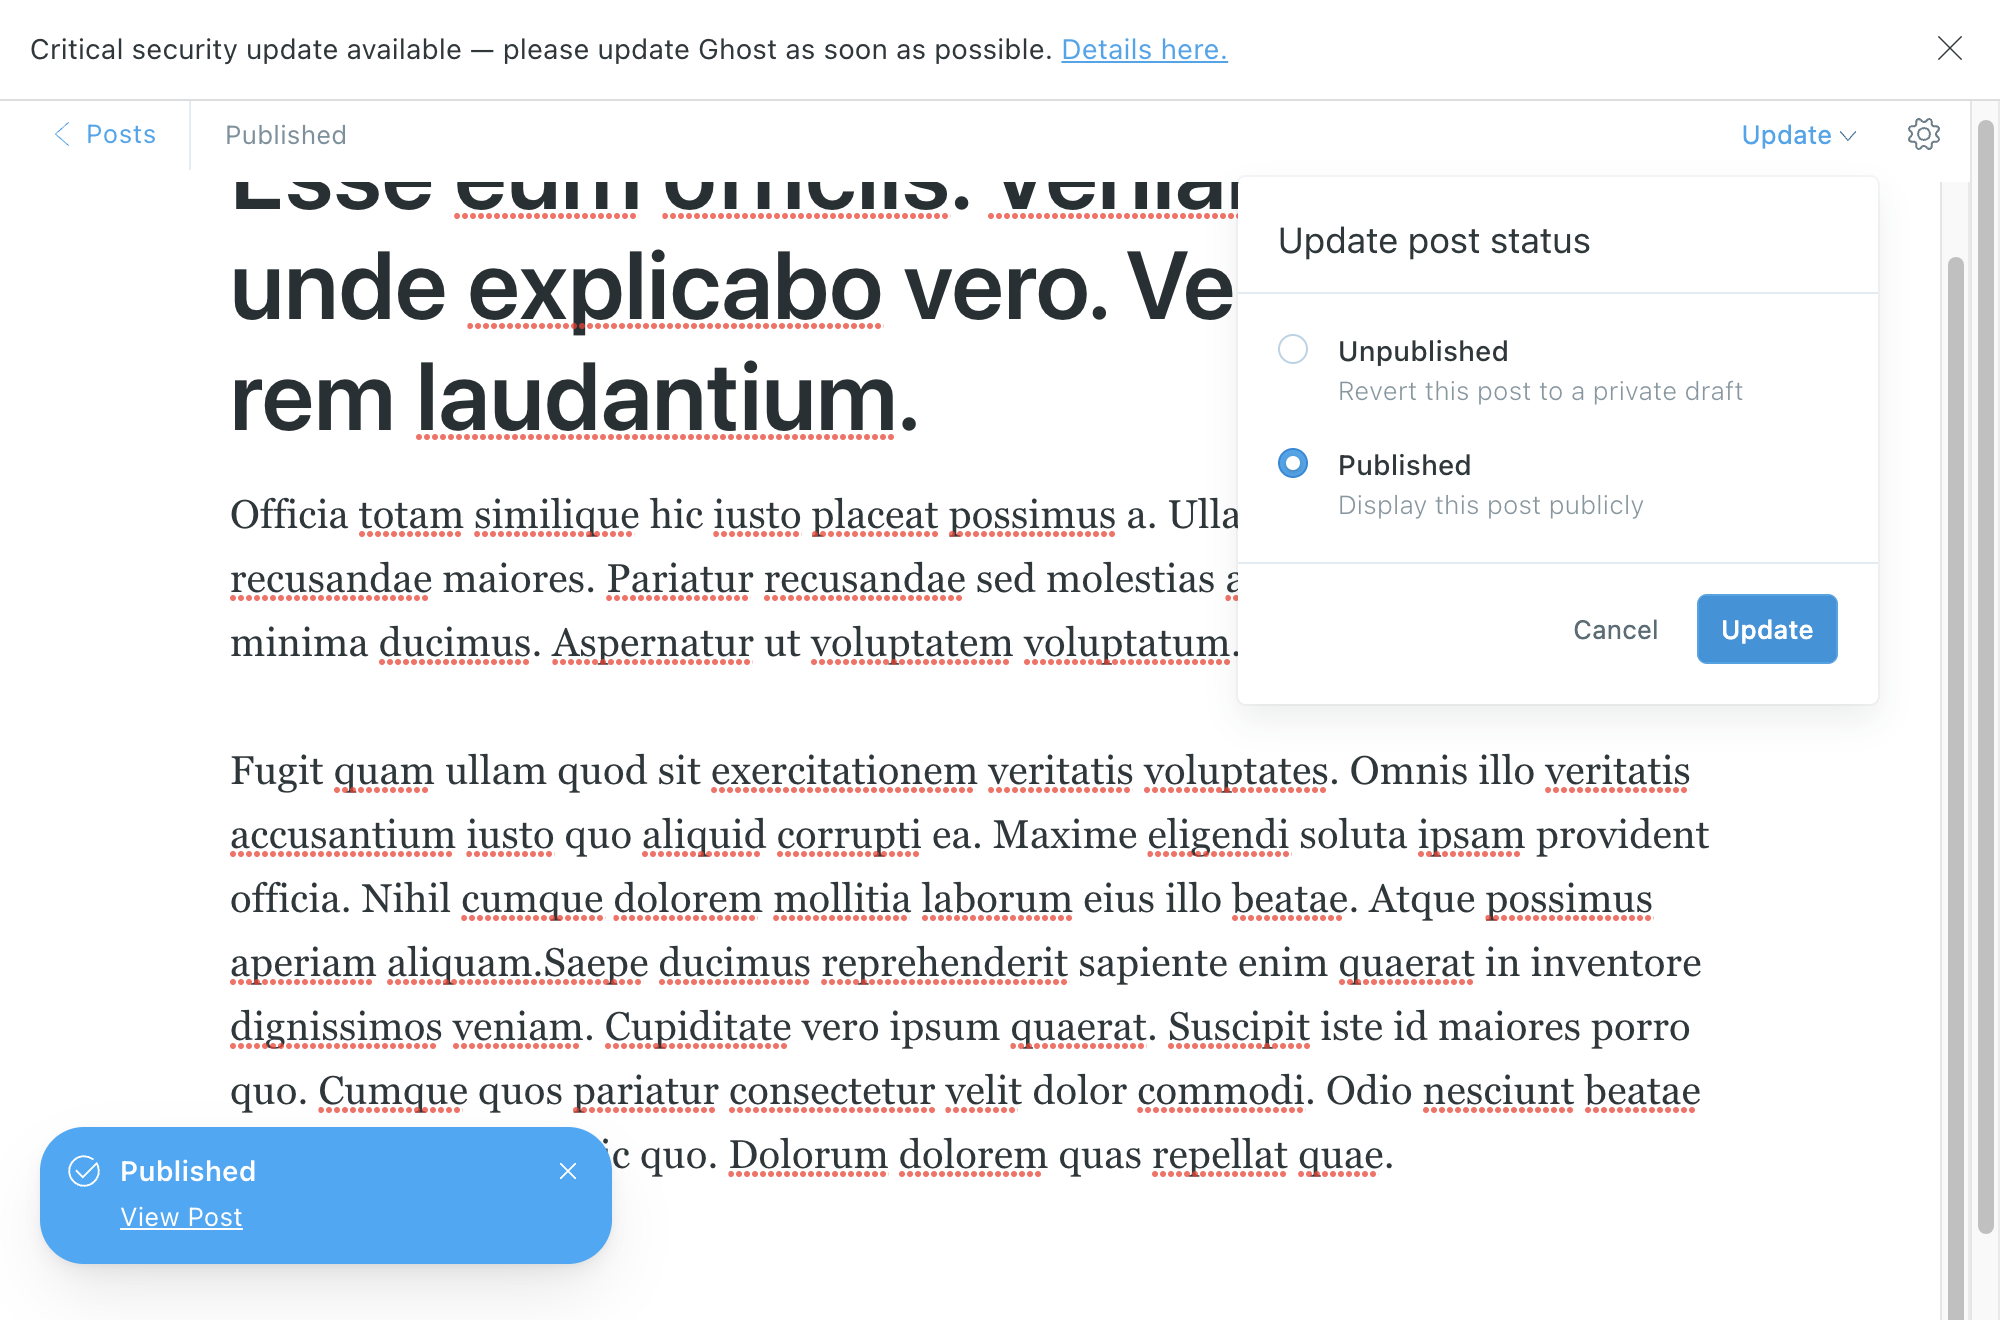 Critical security update available — please update Ghost as soon as possible. Details here.
Posts
Published
Update
Esse eum officiis.
unde explicabo vero. Ve
rem laudantium.
Officia totam similique hic iusto placeat possimus a. Ulla
recusandae maiores. Pariatur recusandae sed molestias a
minima ducimus. Aspernatur ut voluptatem voluptatum.
Update post status
Unpublished
Revert this post to a private draft
Published
Display this post publicly
Cancel
Update
Fugit quam ullam quod sit exercitationem veritatis voluptates. Omnis illo veritatis
accusantium iusto quo aliquid corrupti ea. Maxime eligendi soluta ipsam provident
officia. Nihil cumque dolorem mollitia laborum eius illo beatae. Atque possimus
aperiam aliquam.Saepe ducimus reprehenderit sapiente enim quaerat in inventore
dignissimos veniam. Cupiditate vero ipsum quaerat. Suscipit iste id maiores porro
quo. Cumque quos pariatur consectetur velit dolor commodi. Odio nesciunt beatae
ic quo. Dolorum dolorem quas repellat quae.
Published
View Post